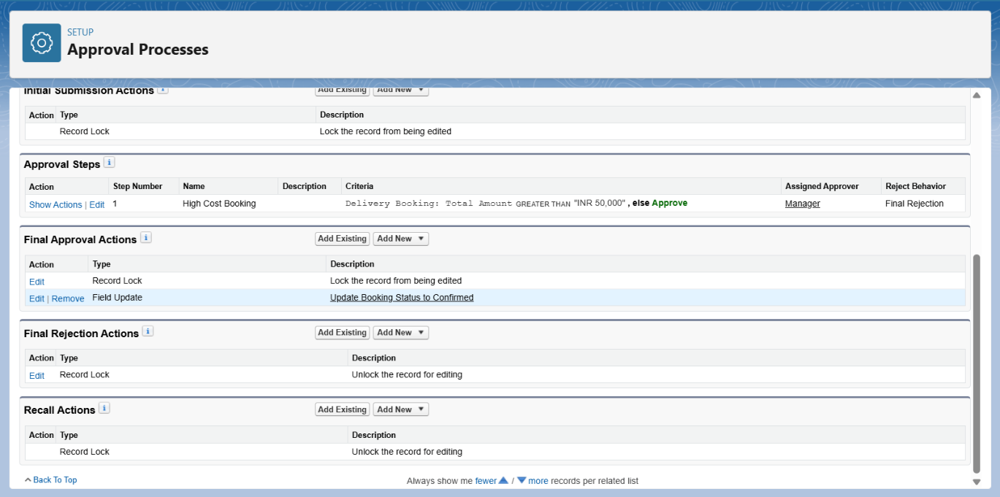 SETUP
Approval Processes
Initial Submission Actions i Add Existing Add New
Action Type Description
Record Lock Lock the record from being edited
Approval Steps i
Action Step Number Name Description Criteria Assigned Approver Reject Behavior
Show Actions | Edit 1 High Cost Booking Delivery Booking: Total Amount GREATER THAN "INR 50,000" , else Approve Manager Final Rejection
Final Approval Actions i Add Existing Add New
Action Type Description
Edit Record Lock Lock the record from being edited
Edit | Remove Field Update Update Booking Status to Confirmed
Final Rejection Actions i Add Existing Add New
Action Type Description
Edit Record Lock Unlock the record for editing
Recall Actions i Add Existing Add New
Action Type Description
Record Lock Unlock the record for editing
Back To Top Always show me fewer / more records per related list